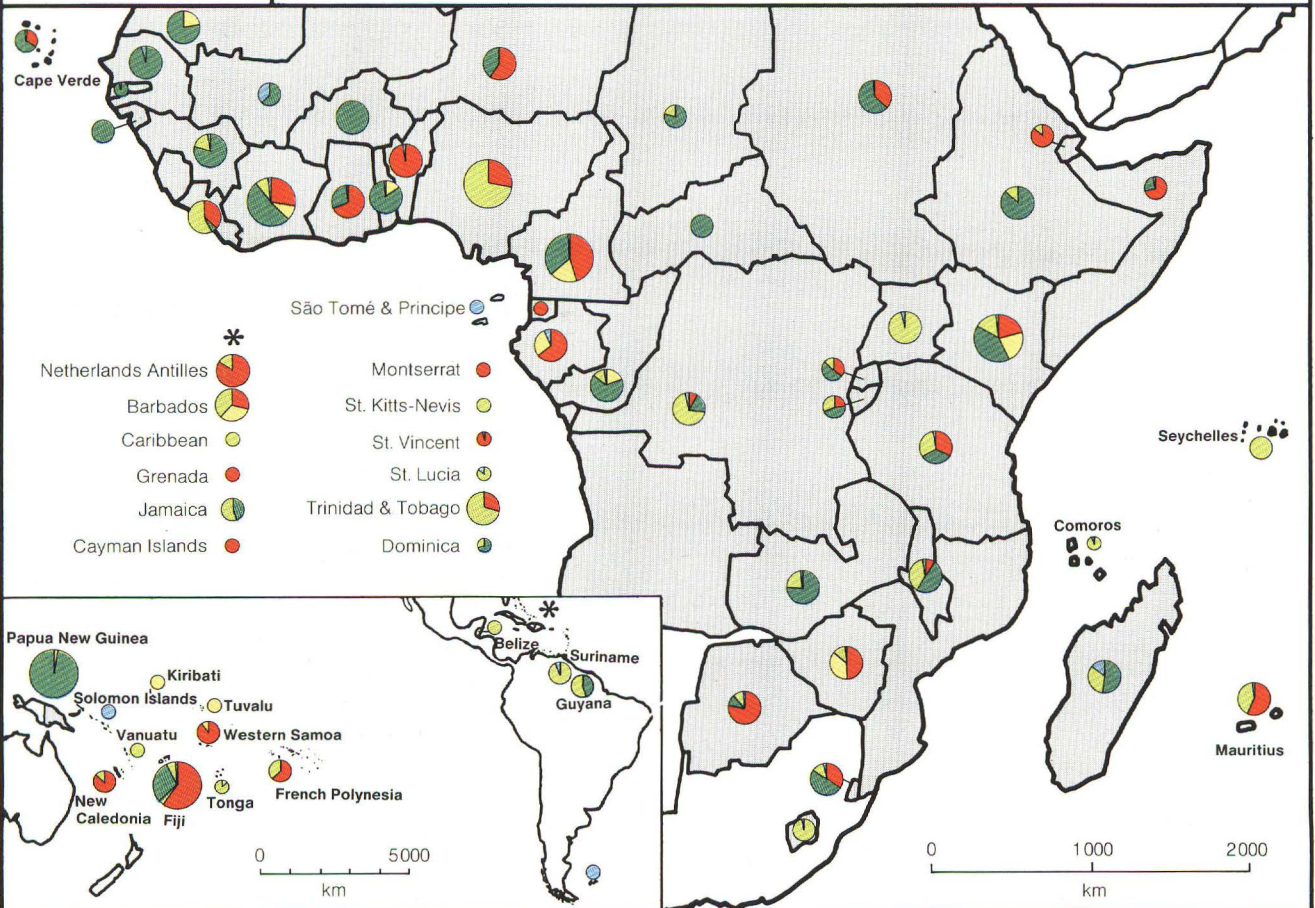 Cape Verde
São Tomé & Principe
*
Netherlands Antilles
Barbados
Caribbean
Grenada
Jamaica
Cayman Islands
Montserrat
St. Kitts-Nevis
St. Vincent
St. Lucia
Trinidad & Tobago
Dominica
Seychelles
Comoros
Mauritius
0 1000 2000
km
Papua New Guinea
Kiribati
Solomon Islands
Tuvalu
Vanuatu
Western Samoa
New
Caledonia
Fiji
Tonga
French Polynesia
0 5000
km
*
Belize
Suriname
Guyana